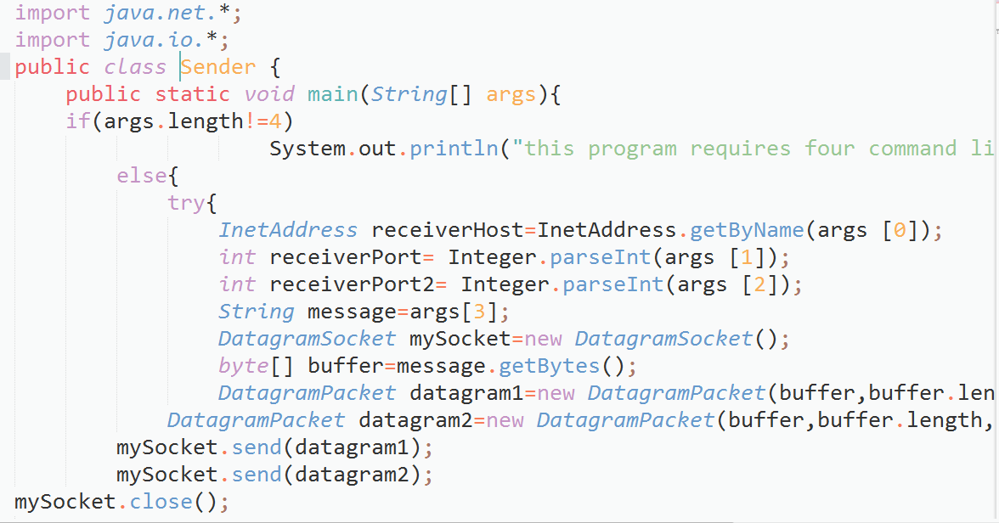 import java.net.*;
import java.io.*;
public class Sender {
public static void main(String[] args){
if(args.length!=4)
System.out.println("this program requires four command li
else{
try{
InetAddress receiverHost=InetAddress.getByName(args [0]);
int receiverPort= Integer.parseInt(args [1]);
int receiverPort2= Integer.parseInt(args [2]);
String message=args[3];
DatagramSocket mySocket=new DatagramSocket();
byte[] buffer=message.getBytes();
DatagramPacket datagram1=new DatagramPacket(buffer,buffer.len
DatagramPacket datagram2=new DatagramPacket(buffer,buffer.length,
mySocket.send(datagram1);
mySocket.send(datagram2);
mySocket.close();